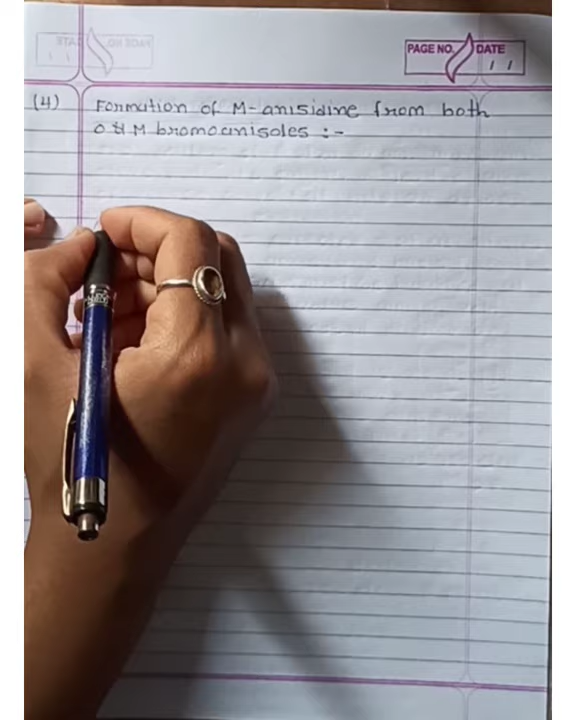 PAGE NO. DATE
/ /
(4) Formation of M-anisidine from both
O & M bromoanisoles :-